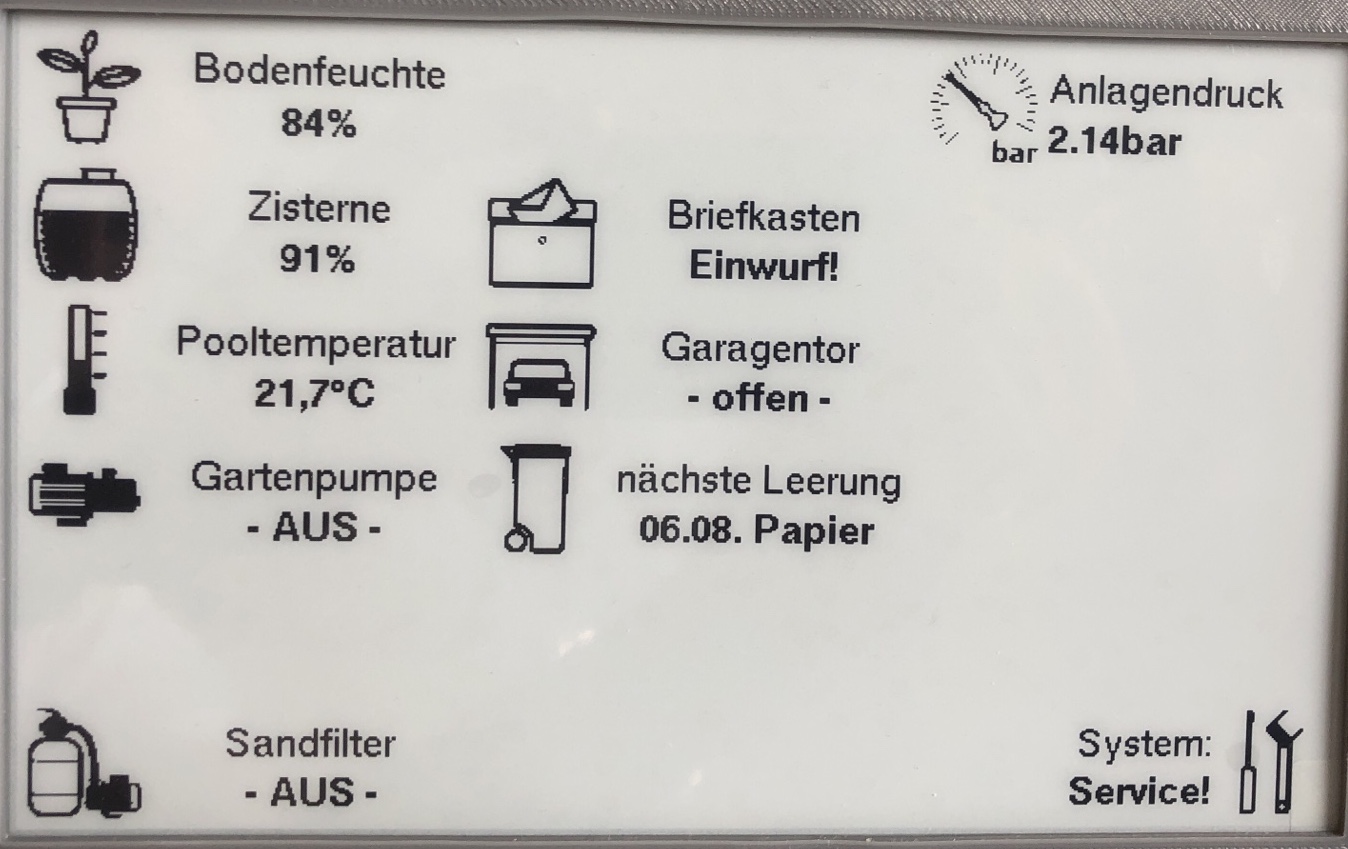 Bodenfeuchte
84%
Anlagendruck
bar 2.14bar
Zisterne
91%
Briefkasten
Einwurf!
Pooltemperatur
21,7°C
Garagentor
- offen -
Gartenpumpe
- AUS -
nächste Leerung
06.08. Papier
Sandfilter
- AUS -
System:
Service!